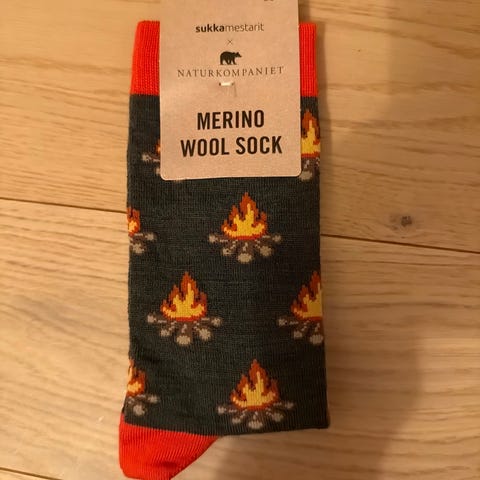 sukkamestarit
×
NATURKOMPANIET
MERINO
WOOL SOCK